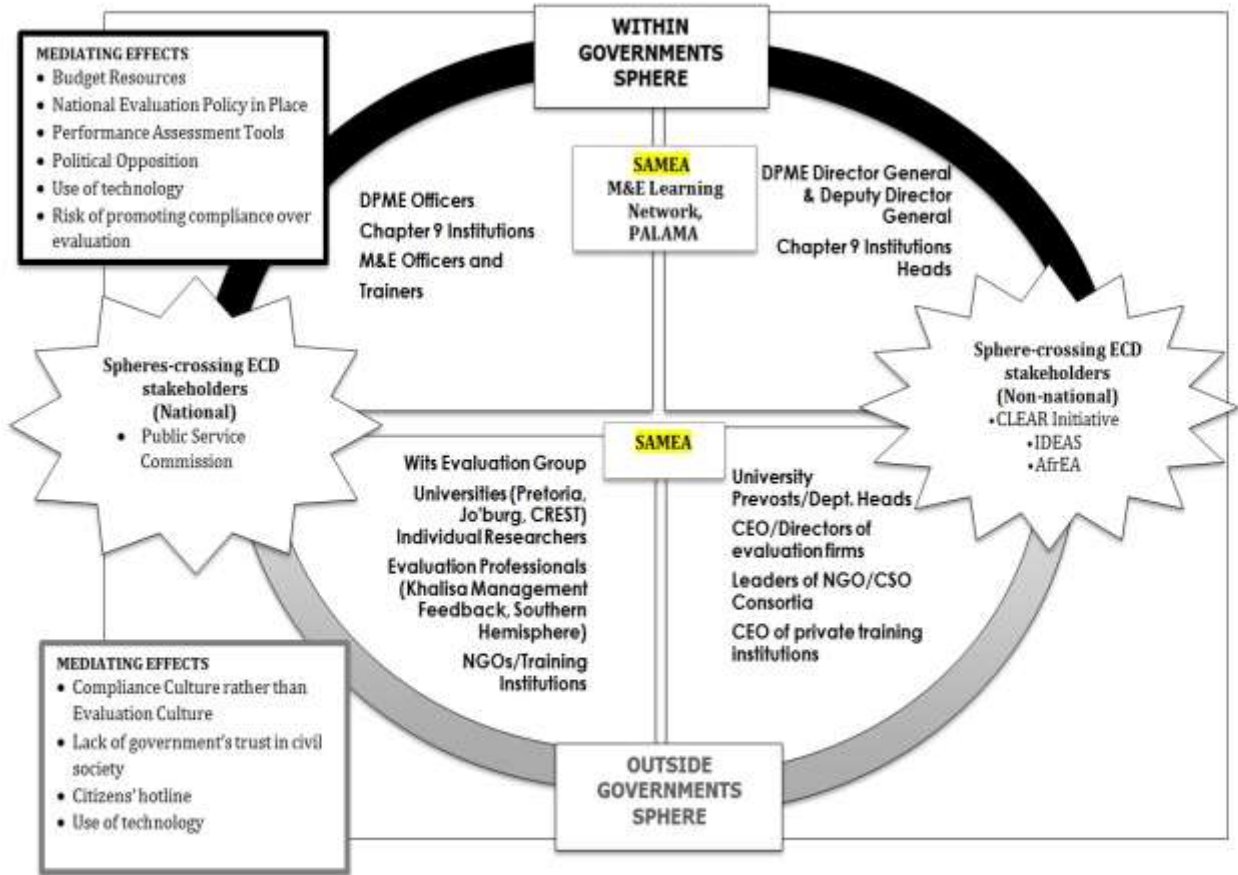 WITHIN
GOVERNMENTS
SPHERE
MEDIATING EFFECTS
• Budget Resources
• National Evaluation Policy in Place
• Performance Assessment Tools
• Political Opposition
• Use of technology
• Risk of promoting compliance over
evaluation
DPME Officers
Chapter 9 Institutions
M&E Officers and
Trainers
SAMEA
M&E Learning
Network,
PALAMA
DPME Director General
& Deputy Director
General
Chapter 9 Institutions
Heads
Spheres-crossing ECD
stakeholders
(National)
• Public Service
Commission
Sphere-crossing ECD
stakeholders
(Non-national)
•CLEAR Initiative
•IDEAS
•AfrEA
SAMEA
Wits Evaluation Group
Universities (Pretoria,
Jo'burg, CREST)
Individual Researchers
Evaluation Professionals
(Khalisa Management
Feedback, Southern
Hemisphere)
NGOs/Training
Institutions
University
Prevosts/Dept. Heads
CEO/Directors of
evaluation firms
Leaders of NGO/CSO
Consortia
CEO of private training
institutions
MEDIATING EFFECTS
• Compliance Culture rather than
Evaluation Culture
• Lack of government's trust in civil
society
• Citizens' hotline
• Use of technology
OUTSIDE
GOVERNMENTS
SPHERE